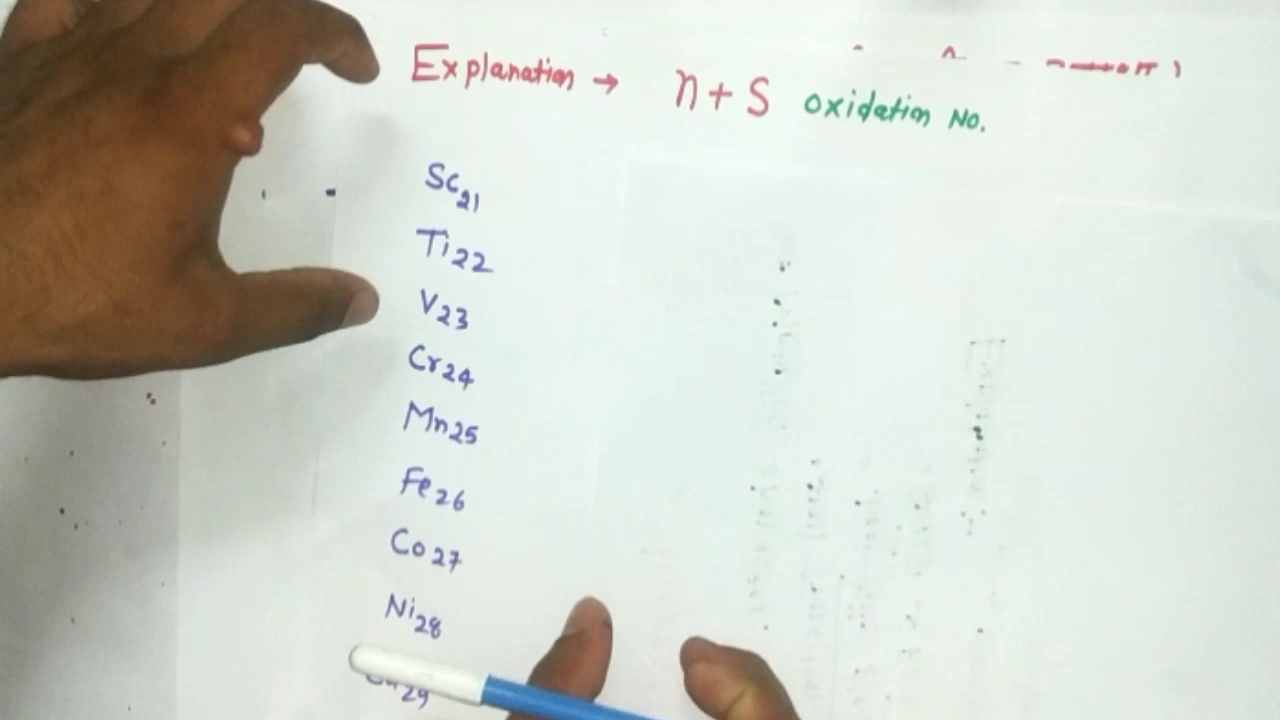 Explanation → n + S oxidation No.
Sc21
Ti22
V23
Cr24
Mn25
Fe26
Co27
Ni28